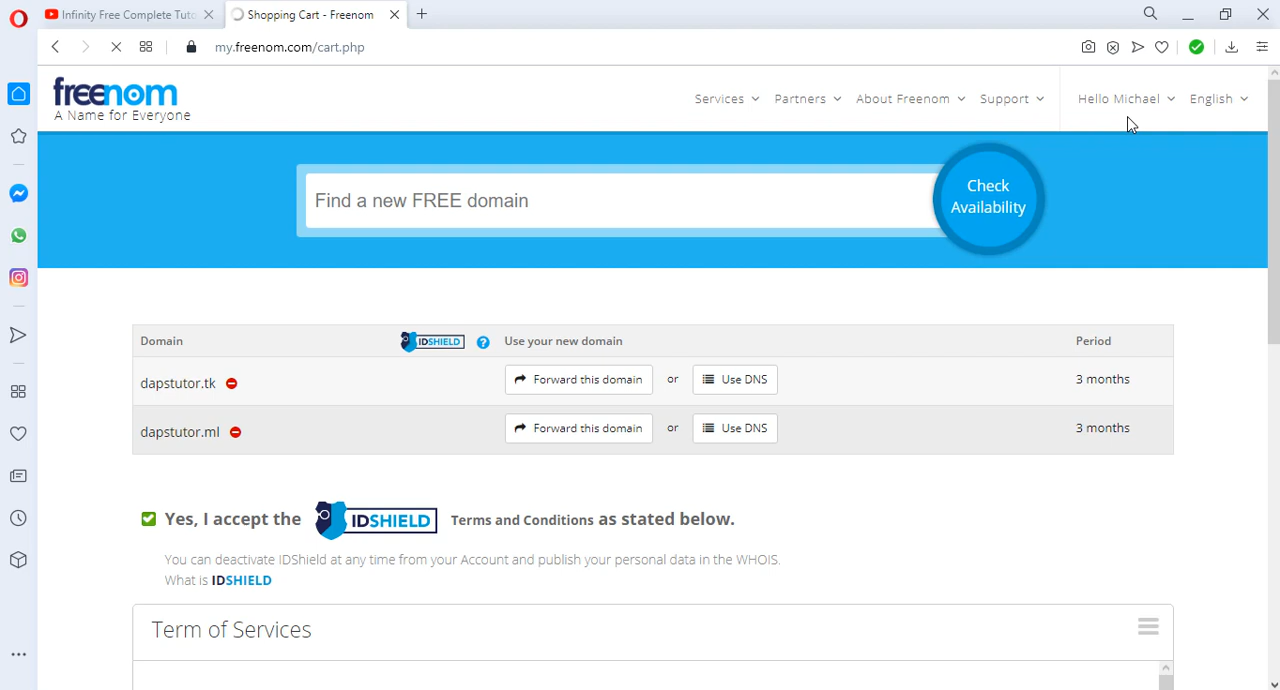 Infinity Free Complete Tuto
Shopping Cart - Freenom
my.freenom.com/cart.php
freenom
A Name for Everyone
Services
Partners
About Freenom
Support
Hello Michael
English
Find a new FREE domain
Check
Availability
Domain
IDSHIELD
?
Use your new domain
Period
dapstutor.tk
Forward this domain
or
Use DNS
3 months
dapstutor.ml
Forward this domain
or
Use DNS
3 months
Yes, I accept the IDSHIELD Terms and Conditions as stated below.
You can deactivate IDShield at any time from your Account and publish your personal data in the WHOIS.
What is IDSHIELD
Term of Services